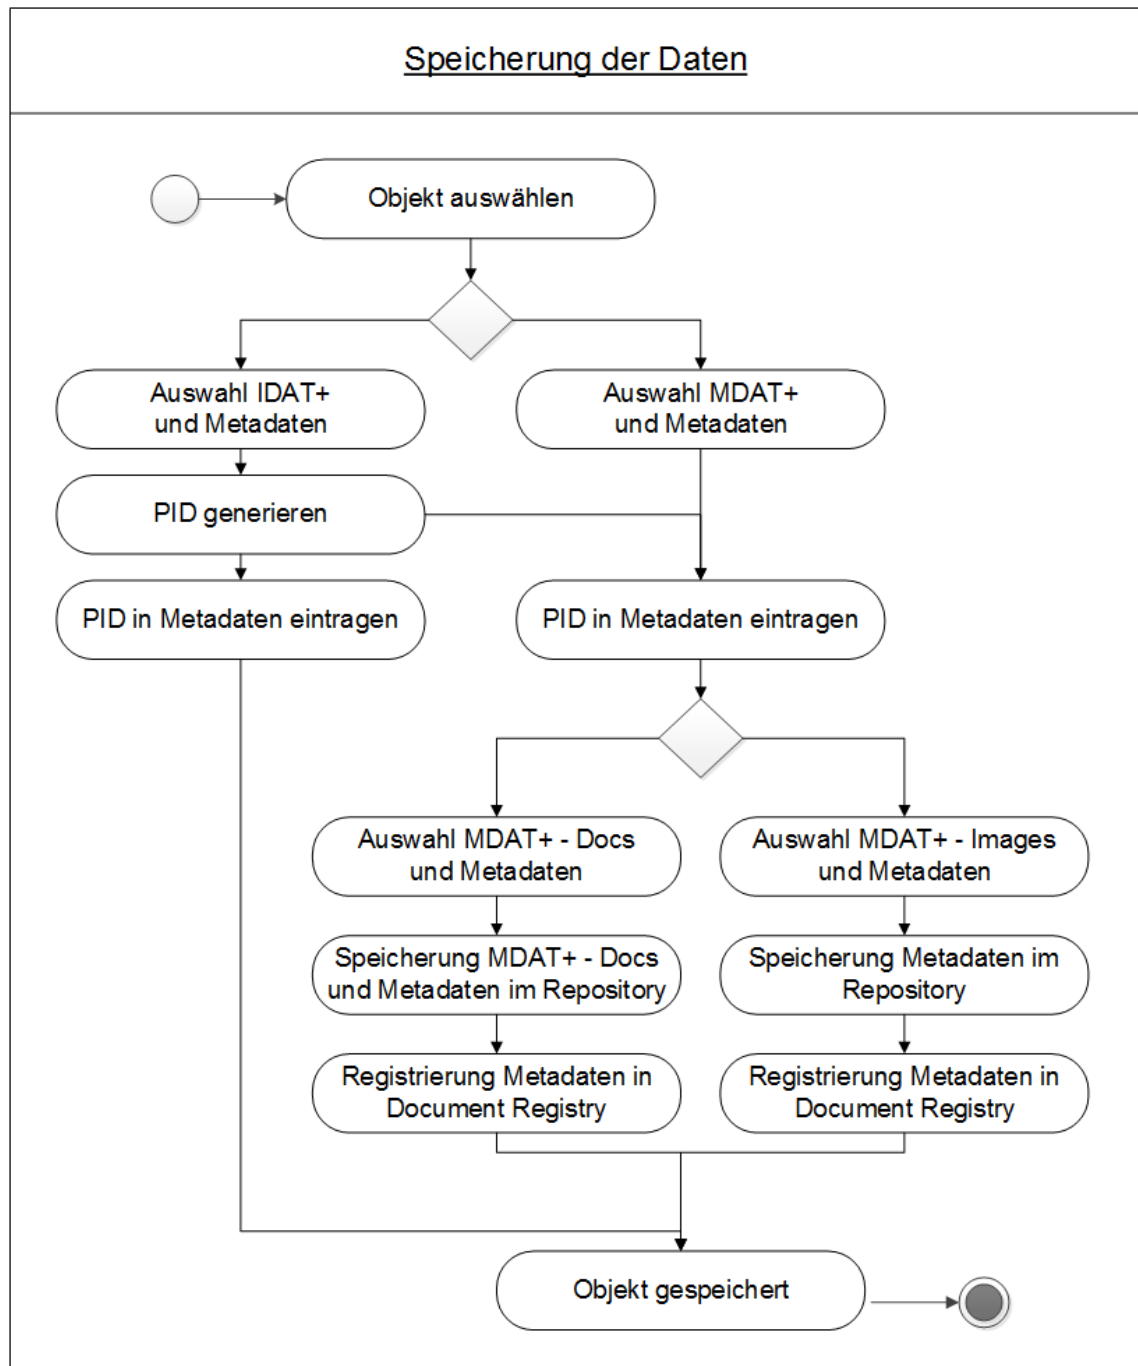 Speicherung der Daten
Objekt auswählen
Auswahl IDAT+
und Metadaten
Auswahl MDAT+
und Metadaten
PID generieren
PID in Metadaten eintragen
PID in Metadaten eintragen
Auswahl MDAT+ - Docs
und Metadaten
Auswahl MDAT+ - Images
und Metadaten
Speicherung MDAT+ - Docs
und Metadaten im Repository
Speicherung Metadaten im
Repository
Registrierung Metadaten in
Document Registry
Registrierung Metadaten in
Document Registry
Objekt gespeichert